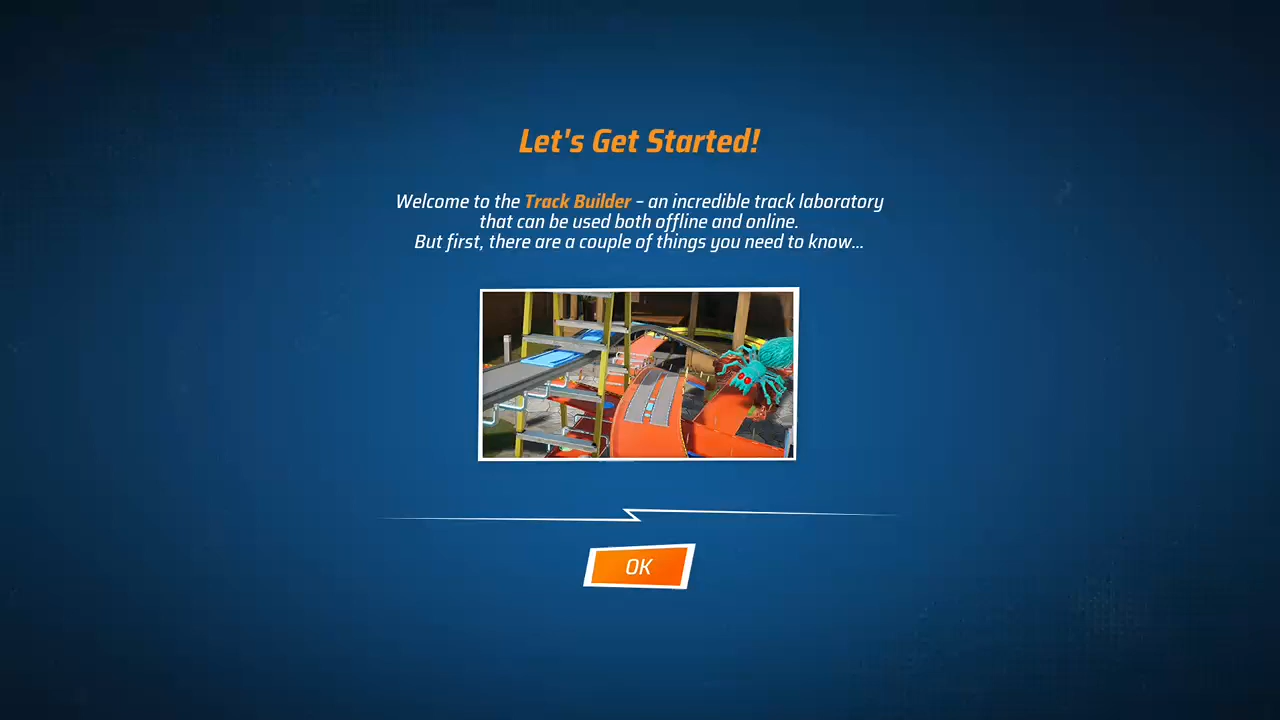 Let's Get Started!
Welcome to the Track Builder – an incredible track laboratory
that can be used both offline and online.
But first, there are a couple of things you need to know...
OK